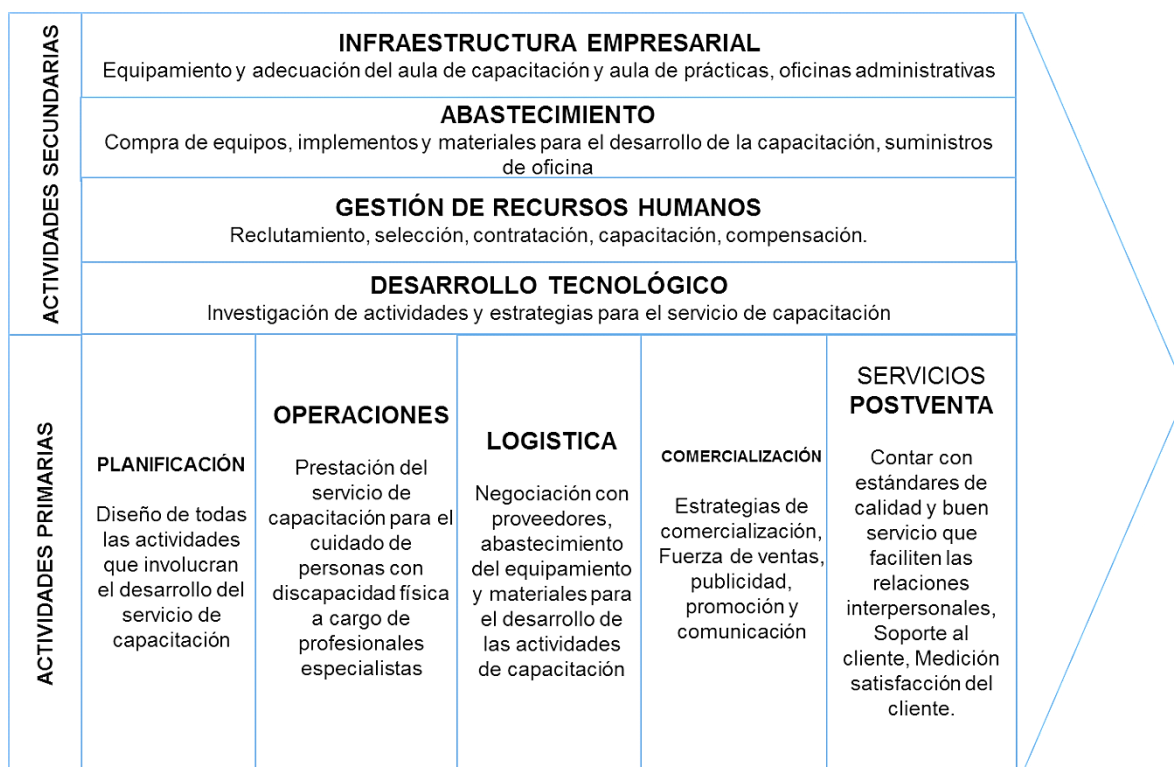 ACTIVIDADES SECUNDARIAS
INFRAESTRUCTURA EMPRESARIAL
Equipamiento y adecuación del aula de capacitación y aula de prácticas, oficinas administrativas
ABASTECIMIENTO
Compra de equipos, implementos y materiales para el desarrollo de la capacitación, suministros
de oficina
GESTIÓN DE RECURSOS HUMANOS
Reclutamiento, selección, contratación, capacitación, compensación.
DESARROLLO TECNOLÓGICO
Investigación de actividades y estrategias para el servicio de capacitación
ACTIVIDADES PRIMARIAS
PLANIFICACIÓN
Diseño de todas
las actividades
que involucran
el desarrollo del
servicio de
capacitación
OPERACIONES
Prestación del
servicio de
capacitación para el
cuidado de
personas con
discapacidad física
a cargo de
profesionales
especialistas
LOGISTICA
Negociación con
proveedores,
abastecimiento
del equipamiento
y materiales para
el desarrollo de
las actividades
de capacitación
COMERCIALIZACIÓN
Estrategias de
comercialización,
Fuerza de ventas,
publicidad,
promoción y
comunicación
SERVICIOS
POSTVENTA
Contar con
estándares de
calidad y buen
servicio que
faciliten las
relaciones
interpersonales,
Soporte al
cliente, Medición
satisfacción del
cliente.